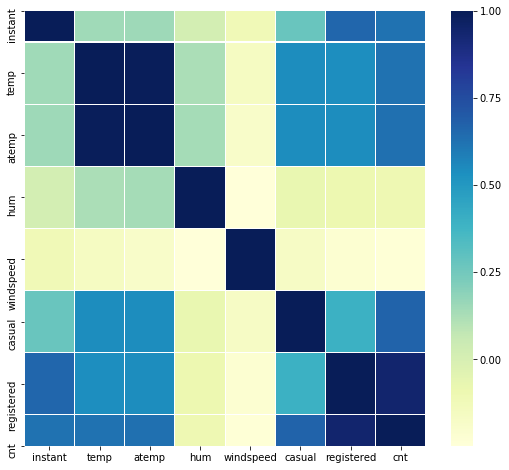 instant
temp
atemp
hum
windspeed
casual
registered
cnt
instant temp atemp hum windspeed casual registered cnt
1.00
0.75
0.50
0.25
0.00